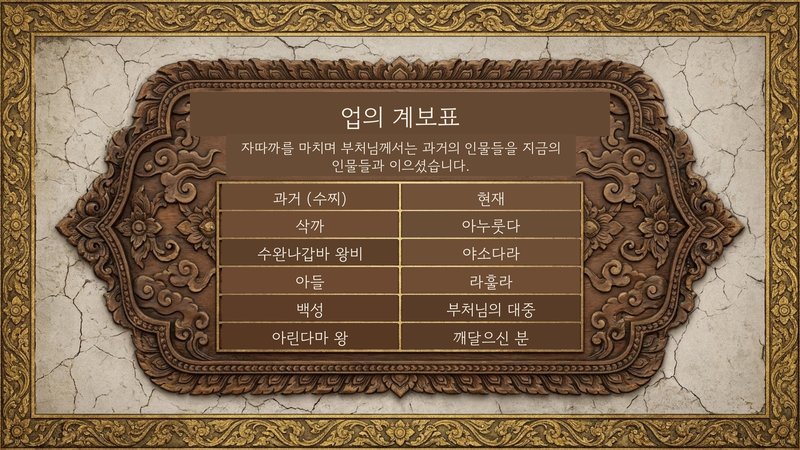 업의 계보표
자따까를 마치며 부처님께서는 과거의 인물들을 지금의
인물들과 이으셨습니다.
과거 (수찌) 현재
삭까 아누룻다
수완나갑바 왕비 야소다라
아들 라훌라
백성 부처님의 대중
아린다마 왕 깨달으신 분